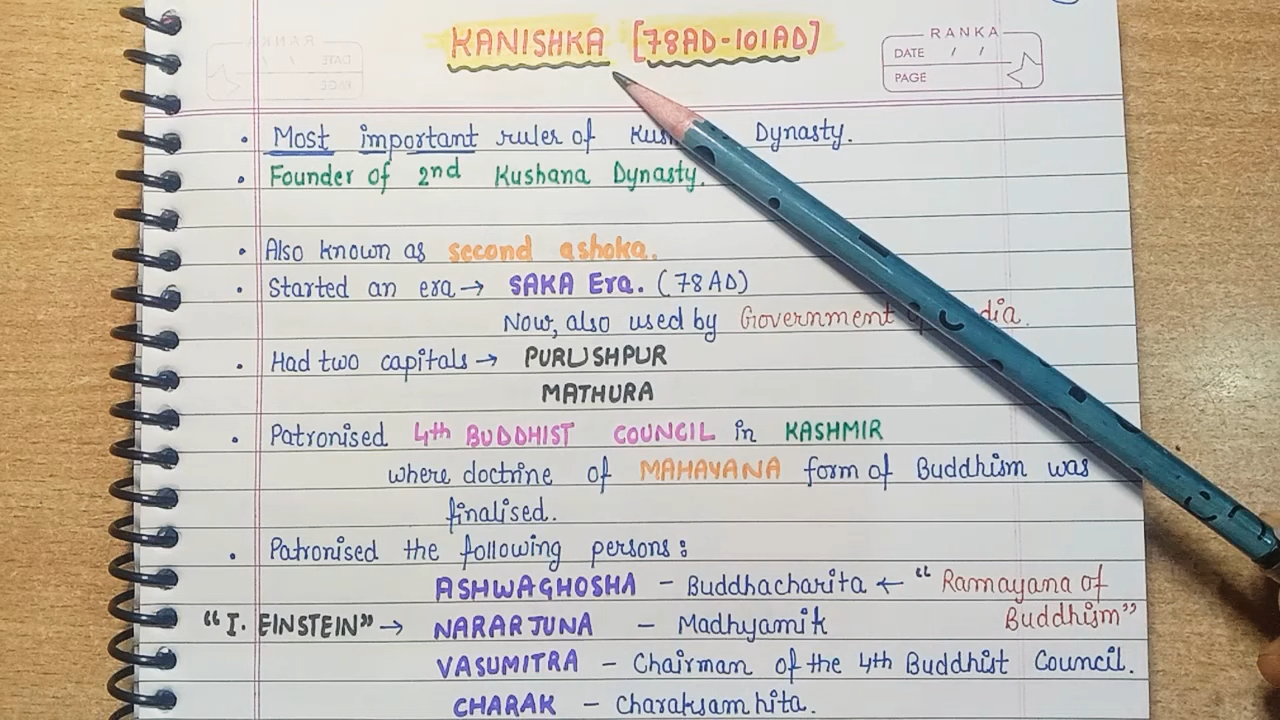 KANISHKA [78AD-101AD]
RANKA
DATE / /
PAGE
• Most important rules of Dynasty.
• Founder of 2nd Kushana Dynasty.
• Also known as second ashoka.
• Started an era → SAKA Era. (78AD)
Now, also used by Government
• Had two capitals → PURUSHPUR
MATHURA
• Patronised 4th BUDDHIST COUNCIL in KASHMIR
where doctrine of MAHAYANA form of Buddhism was
finalised.
• Patronised the following persons:
ASHWAGHOSHA - Buddhacharita ← "Ramayana of
Buddhism"
"I. EINSTEIN" → NARARJUNA - Madhyamik
VASUMITRA - Chairman of the 4th Buddhist Council.
CHARAK - Charaksamhita.